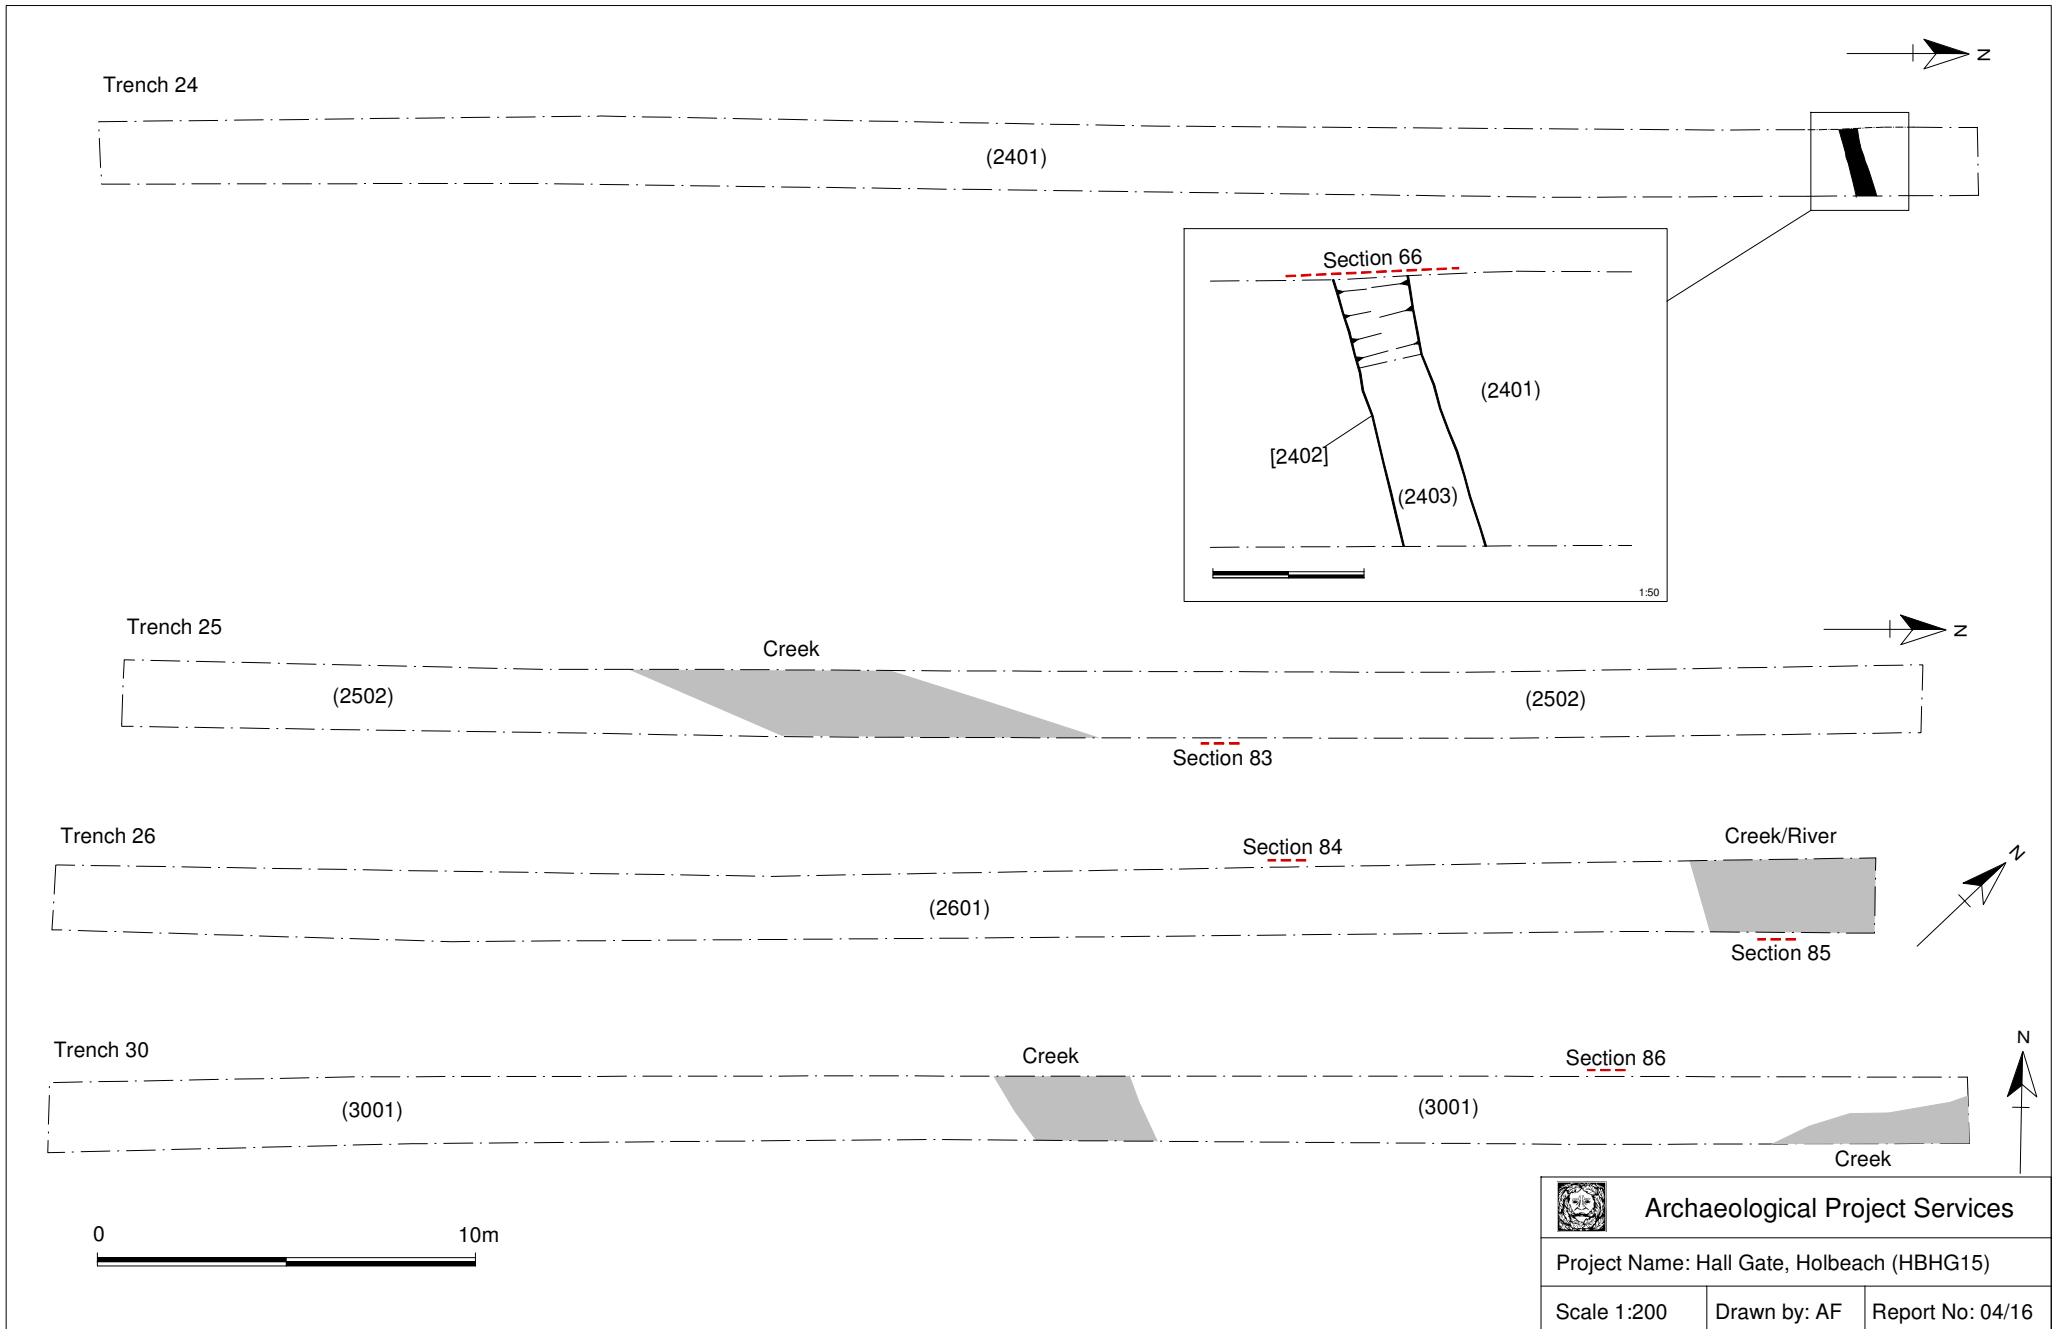 N
Trench 24
(2401)
Section 66
(2401)
[2402]
(2403)
1:50
Trench 25
N
Creek
(2502)
(2502)
Section 83
Trench 26
Section 84
Creek/River
N
(2601)
Section 85
Trench 30
Creek
Section 86
N
(3001)
(3001)
Creek
0 10m
Archaeological Project Services
Project Name: Hall Gate, Holbeach (HBHG15)
Scale 1:200 Drawn by: AF Report No: 04/16